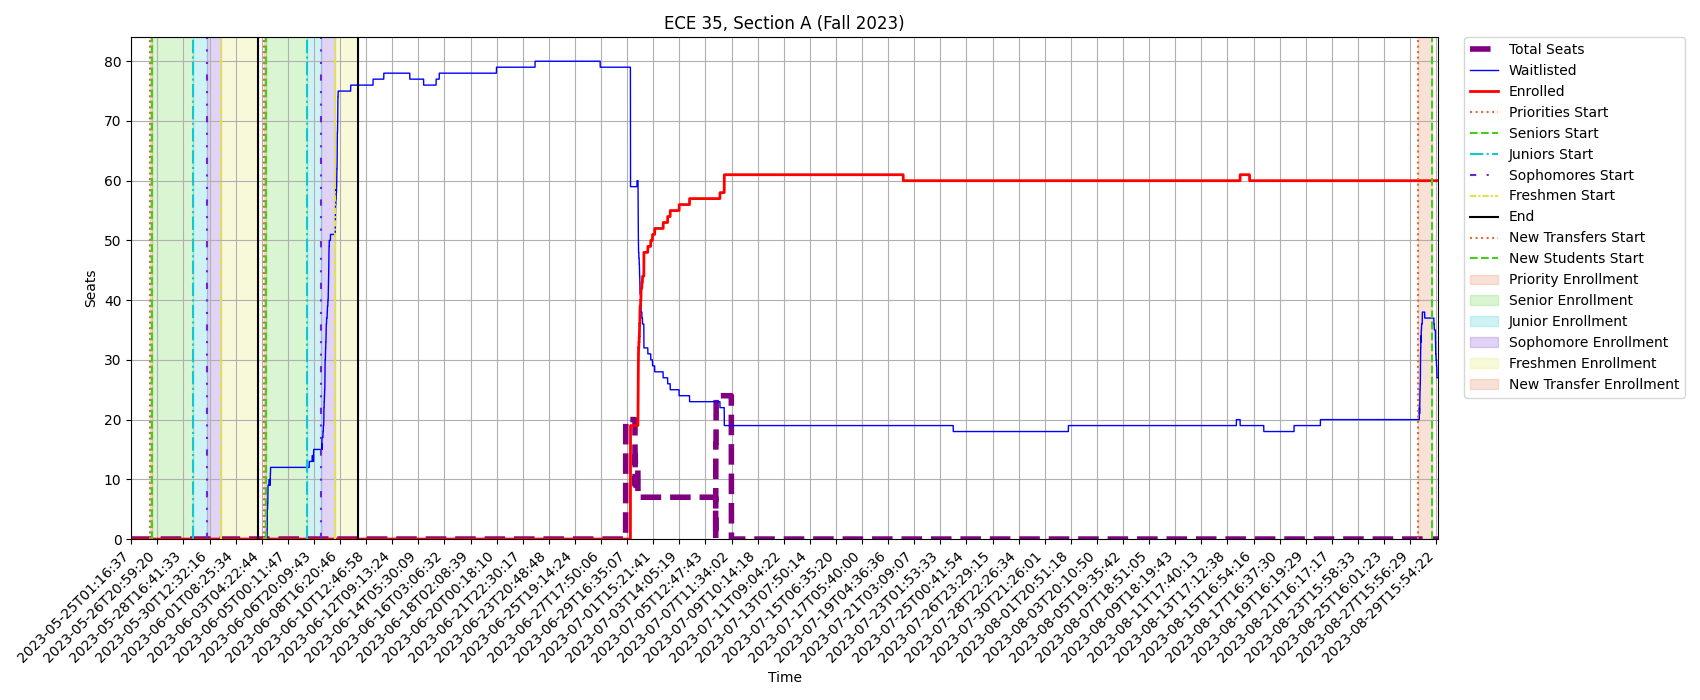 ECE 35, Section A (Fall 2023)
Seats
80
70
60
50
40
30
20
10
0
2023-05-25T01:16:37
2023-05-26T20:59:20
2023-05-28T16:41:33
2023-05-30T12:32:16
2023-06-01T08:25:34
2023-06-03T04:22:44
2023-06-05T00:11:47
2023-06-06T20:09:43
2023-06-08T16:20:46
2023-06-10T12:46:58
2023-06-12T09:13:24
2023-06-14T05:30:09
2023-06-16T03:06:32
2023-06-18T02:08:39
2023-06-20T00:18:10
2023-06-21T22:30:17
2023-06-23T20:48:48
2023-06-25T19:14:24
2023-06-27T17:50:06
2023-06-29T16:35:07
2023-07-01T15:21:41
2023-07-03T14:05:19
2023-07-05T12:47:43
2023-07-07T11:34:02
2023-07-09T10:14:18
2023-07-11T09:04:22
2023-07-13T07:50:14
2023-07-15T06:35:20
2023-07-17T05:40:00
2023-07-19T04:36:36
2023-07-21T03:09:07
2023-07-23T01:53:33
2023-07-25T00:41:54
2023-07-26T23:29:15
2023-07-28T22:26:34
2023-07-30T21:26:01
2023-08-01T20:51:18
2023-08-03T20:10:50
2023-08-05T19:35:42
2023-08-07T18:51:05
2023-08-09T18:19:43
2023-08-11T17:40:13
2023-08-13T17:12:38
2023-08-15T16:54:16
2023-08-17T16:37:30
2023-08-19T16:19:29
2023-08-21T16:17:17
2023-08-23T15:58:33
2023-08-25T16:01:23
2023-08-27T15:56:29
2023-08-29T15:54:22
Time
Total Seats
Waitlisted
Enrolled
Priorities Start
Seniors Start
Juniors Start
Sophomores Start
Freshmen Start
End
New Transfers Start
New Students Start
Priority Enrollment
Senior Enrollment
Junior Enrollment
Sophomore Enrollment
Freshmen Enrollment
New Transfer Enrollment